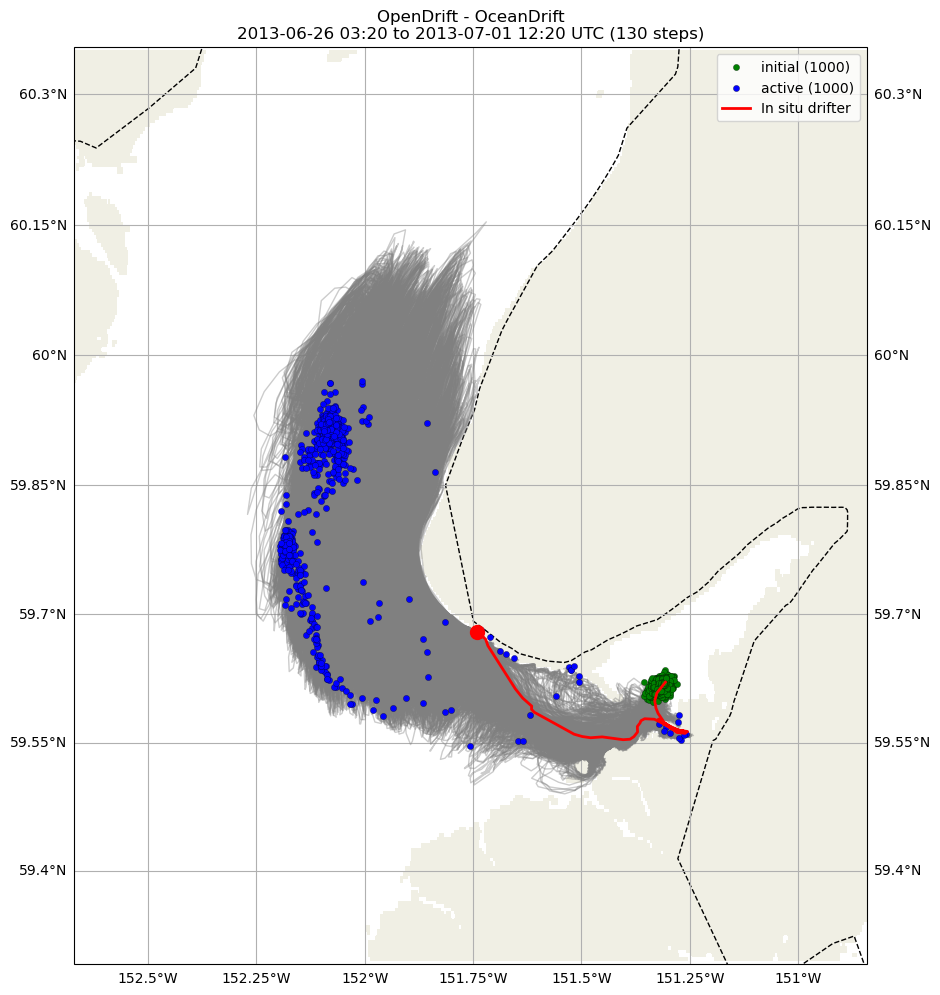 OpenDrift - OceanDrift
2013-06-26 03:20 to 2013-07-01 12:20 UTC (130 steps)
initial (1000)
active (1000)
In situ drifter
60.3°N 60.3°N
60.15°N 60.15°N
60°N 60°N
59.85°N 59.85°N
59.7°N 59.7°N
59.55°N 59.55°N
59.4°N 59.4°N
152.5°W 152.25°W 152°W 151.75°W 151.5°W 151.25°W 151°W